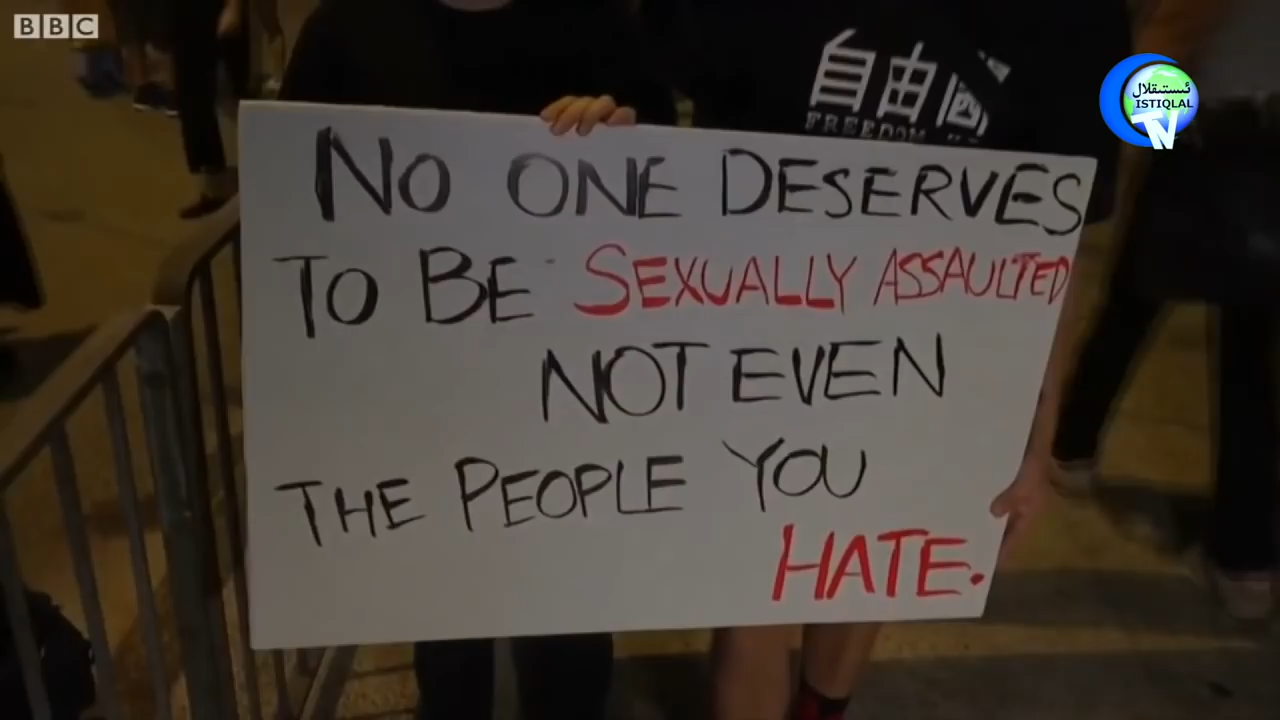 BBC
ئىستىقلال
ISTIQLAL
TV
自由
FREEDOM
NO ONE DESERVES
TO BE SEXUALLY ASSAULTED
NOT EVEN
THE PEOPLE YOU
HATE.